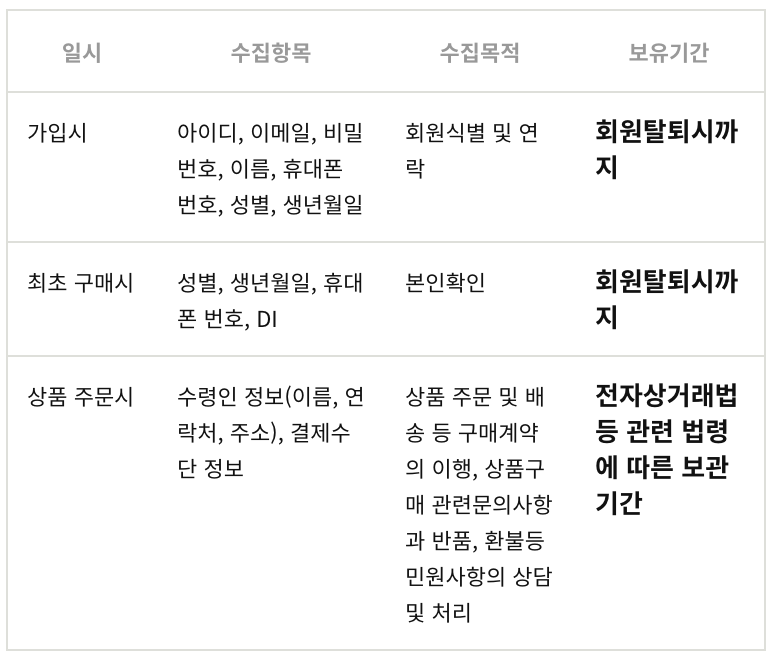 일시 수집항목 수집목적 보유기간
가입시
아이디, 이메일, 비밀
번호, 이름, 휴대폰
번호, 성별, 생년월일
회원식별 및 연
락
회원탈퇴시까
지
최초 구매시
성별, 생년월일, 휴대
폰 번호, DI
본인확인
회원탈퇴시까
지
상품 주문시
수령인 정보(이름, 연
락처, 주소), 결제수
단 정보
상품 주문 및 배
송 등 구매계약
의 이행, 상품구
매 관련문의사항
과 반품, 환불등
민원사항의 상담
및 처리
전자상거래법
등 관련 법령
에 따른 보관
기간